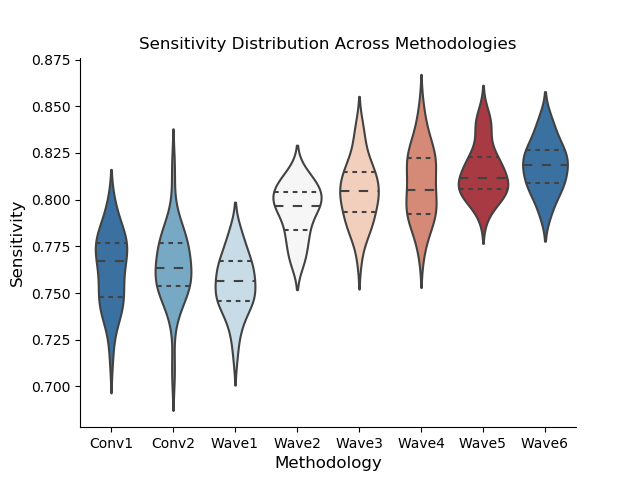 Sensitivity Distribution Across Methodologies
0.875
0.850
0.825
0.800
0.775
0.750
0.725
0.700
Sensitivity
Conv1 Conv2 Wave1 Wave2 Wave3 Wave4 Wave5 Wave6
Methodology